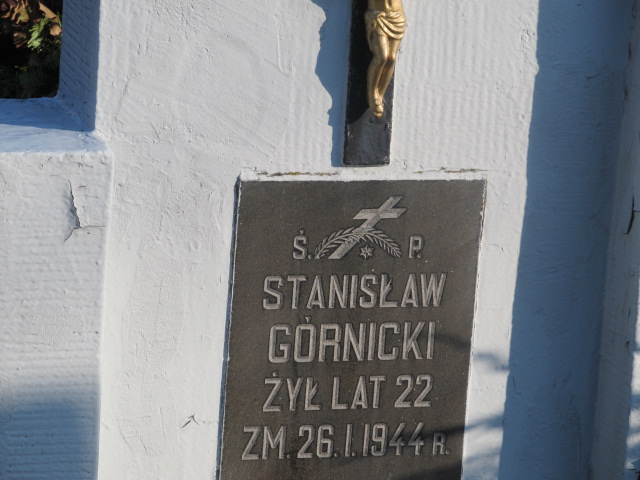 Ś. P.
STANISŁAW
GÓRNICKI
ŻYŁ LAT 22
ZM. 26.I.1944 R.